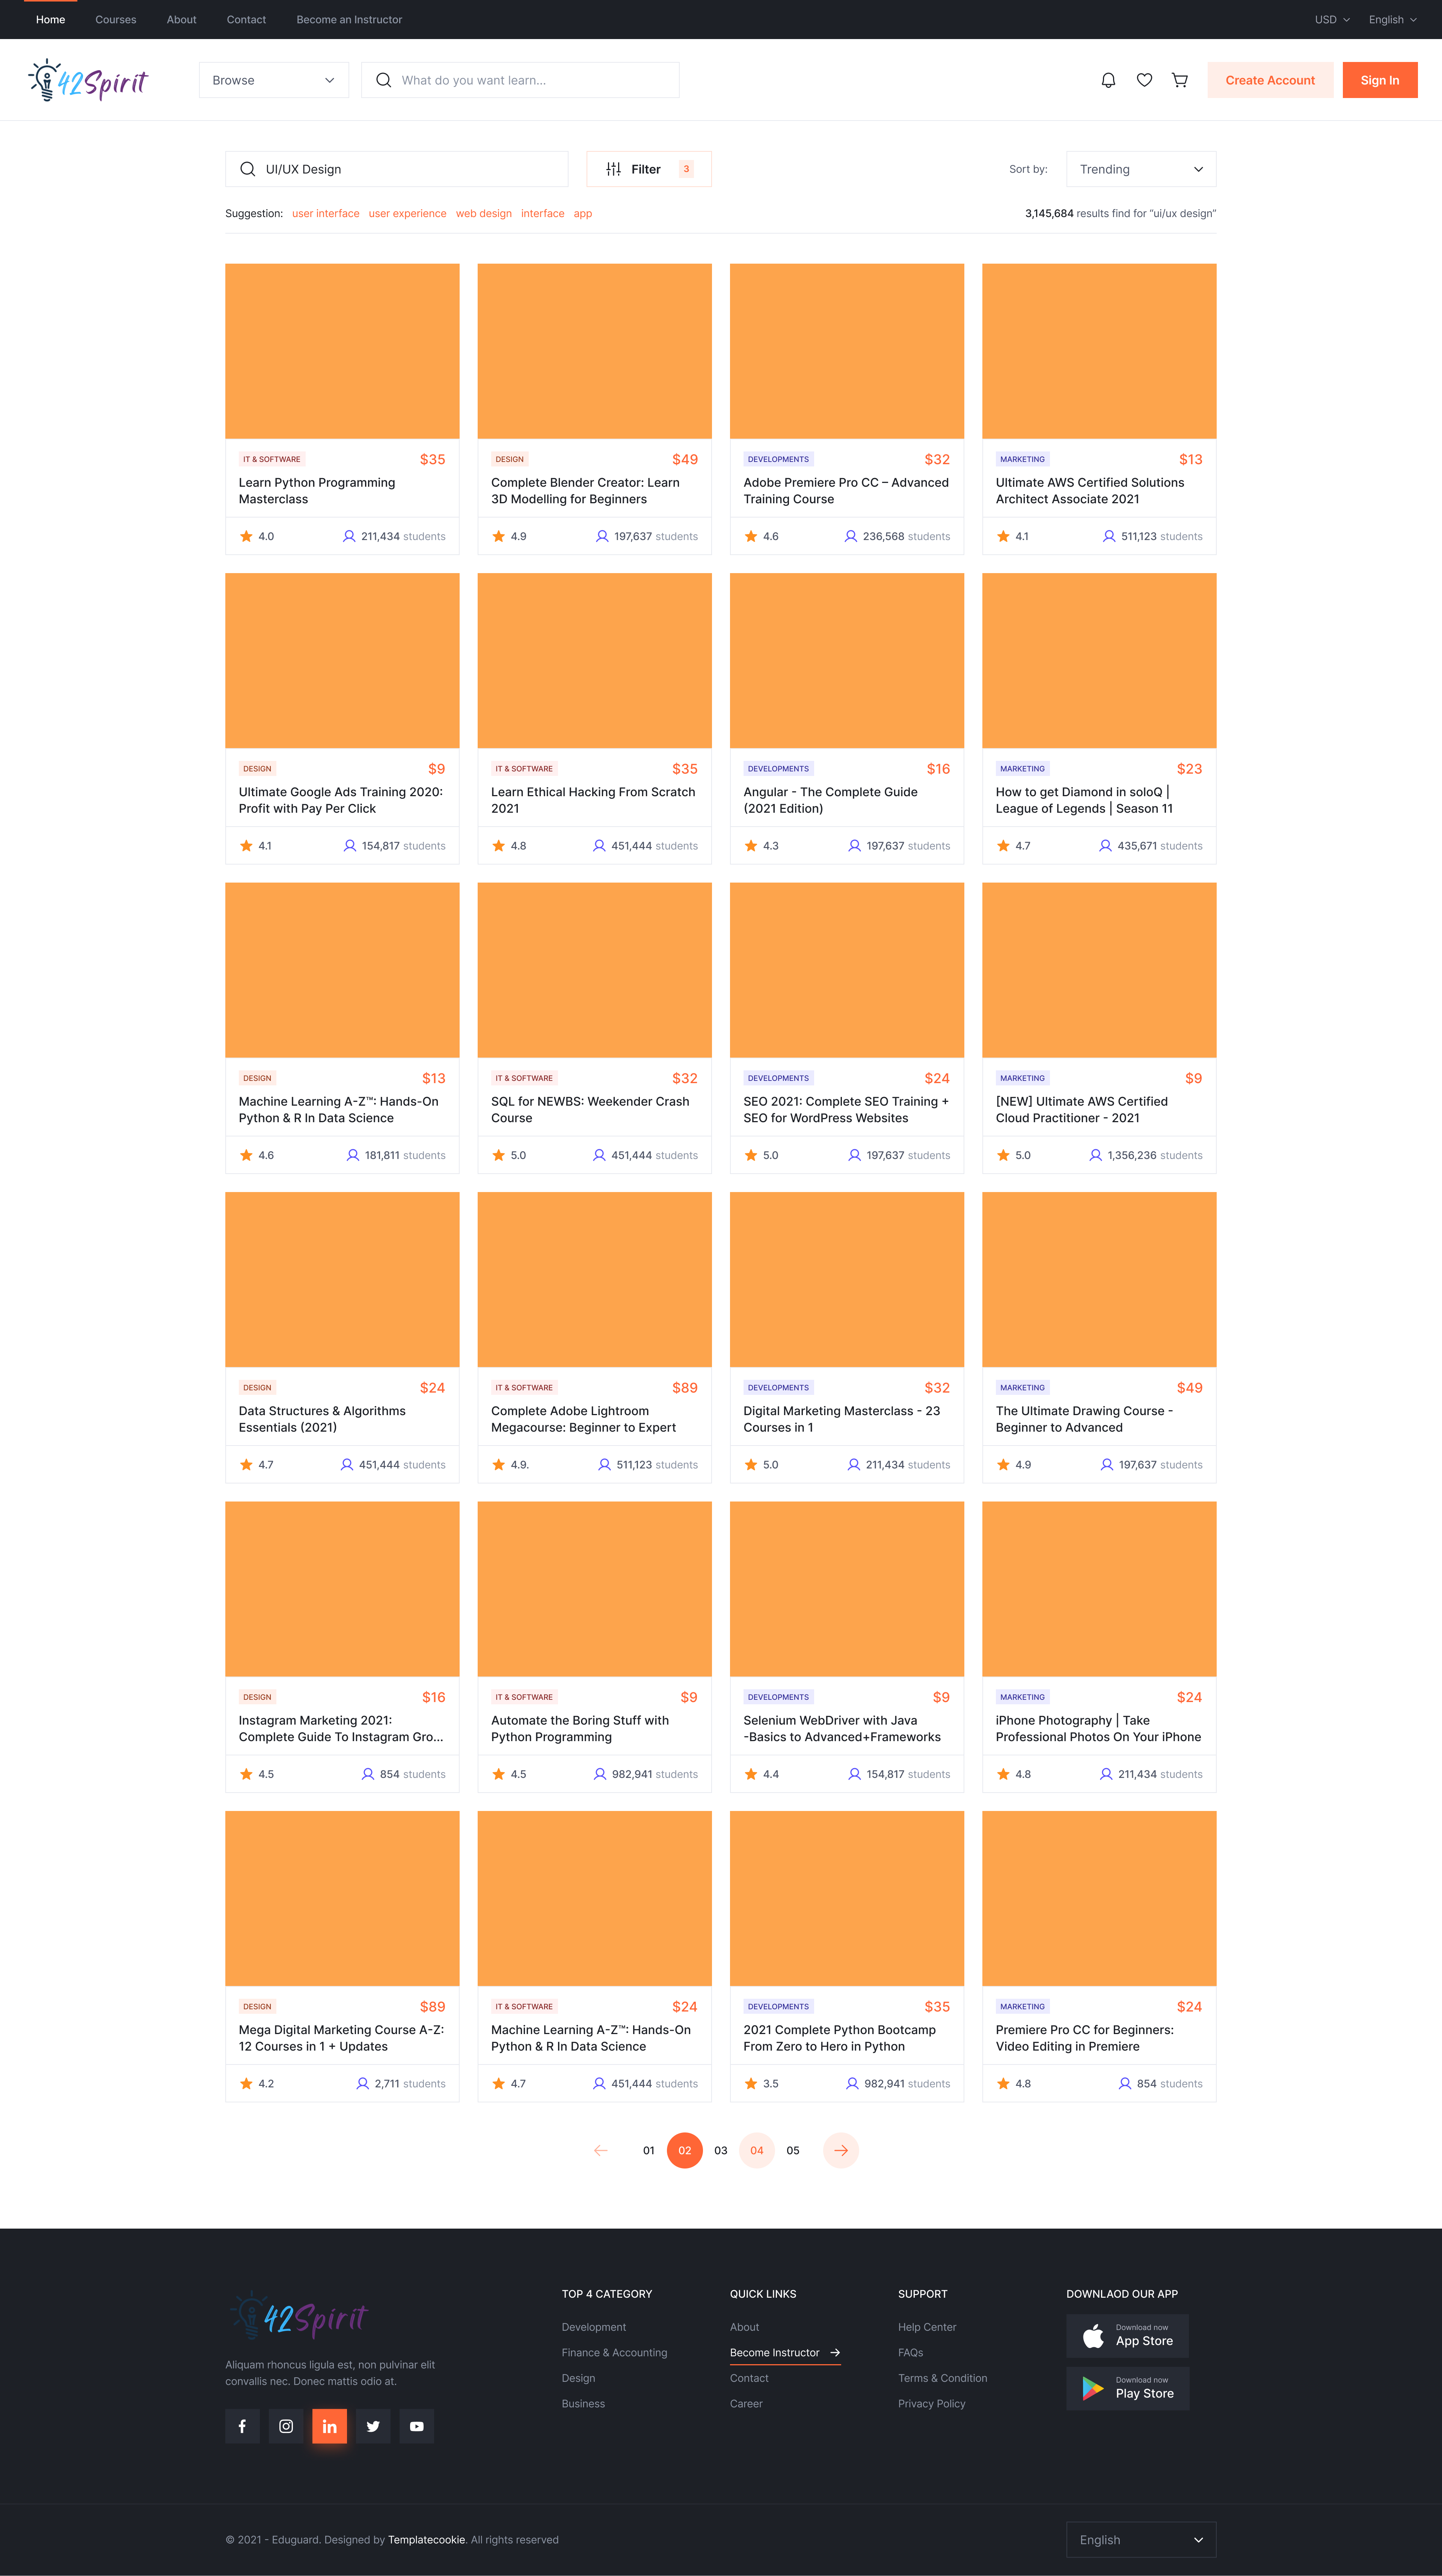 Home Courses About Contact Become an Instructor USD English
42Spirit Browse What do you want learn... Create Account Sign In
UI/UX Design Filter 3 Sort by: Trending
Suggestion: user interface user experience web design interface app 3,145,684 results find for “ui/ux design”
IT & SOFTWARE $35
Learn Python Programming
Masterclass
4.0 211,434 students
DESIGN $49
Complete Blender Creator: Learn
3D Modelling for Beginners
4.9 197,637 students
DEVELOPMENTS $32
Adobe Premiere Pro CC – Advanced
Training Course
4.6 236,568 students
MARKETING $13
Ultimate AWS Certified Solutions
Architect Associate 2021
4.1 511,123 students
DESIGN $9
Ultimate Google Ads Training 2020:
Profit with Pay Per Click
4.1 154,817 students
IT & SOFTWARE $35
Learn Ethical Hacking From Scratch
2021
4.8 451,444 students
DEVELOPMENTS $16
Angular - The Complete Guide
(2021 Edition)
4.3 197,637 students
MARKETING $23
How to get Diamond in soloQ |
League of Legends | Season 11
4.7 435,671 students
DESIGN $13
Machine Learning A-Z™: Hands-On
Python & R In Data Science
4.6 181,811 students
IT & SOFTWARE $32
SQL for NEWBS: Weekender Crash
Course
5.0 451,444 students
DEVELOPMENTS $24
SEO 2021: Complete SEO Training +
SEO for WordPress Websites
5.0 197,637 students
MARKETING $9
[NEW] Ultimate AWS Certified
Cloud Practitioner - 2021
5.0 1,356,236 students
DESIGN $24
Data Structures & Algorithms
Essentials (2021)
4.7 451,444 students
IT & SOFTWARE $89
Complete Adobe Lightroom
Megacourse: Beginner to Expert
4.9. 511,123 students
DEVELOPMENTS $32
Digital Marketing Masterclass - 23
Courses in 1
5.0 211,434 students
MARKETING $49
The Ultimate Drawing Course -
Beginner to Advanced
4.9 197,637 students
DESIGN $16
Instagram Marketing 2021:
Complete Guide To Instagram Gro...
4.5 854 students
IT & SOFTWARE $9
Automate the Boring Stuff with
Python Programming
4.5 982,941 students
DEVELOPMENTS $9
Selenium WebDriver with Java
-Basics to Advanced+Frameworks
4.4 154,817 students
MARKETING $24
iPhone Photography | Take
Professional Photos On Your iPhone
4.8 211,434 students
DESIGN $89
Mega Digital Marketing Course A-Z:
12 Courses in 1 + Updates
4.2 2,711 students
IT & SOFTWARE $24
Machine Learning A-Z™: Hands-On
Python & R In Data Science
4.7 451,444 students
DEVELOPMENTS $35
2021 Complete Python Bootcamp
From Zero to Hero in Python
3.5 982,941 students
MARKETING $24
Premiere Pro CC for Beginners:
Video Editing in Premiere
4.8 854 students
01 02 03 04 05
42Spirit
Aliquam rhoncus ligula est, non pulvinar elit
convallis nec. Donec mattis odio at.
TOP 4 CATEGORY
Development
Finance & Accounting
Design
Business
QUICK LINKS
About
Become Instructor
Contact
Career
SUPPORT
Help Center
FAQs
Terms & Condition
Privacy Policy
DOWNLAOD OUR APP
Download now
App Store
Download now
Play Store
© 2021 - Eduguard. Designed by Templatecookie. All rights reserved
English